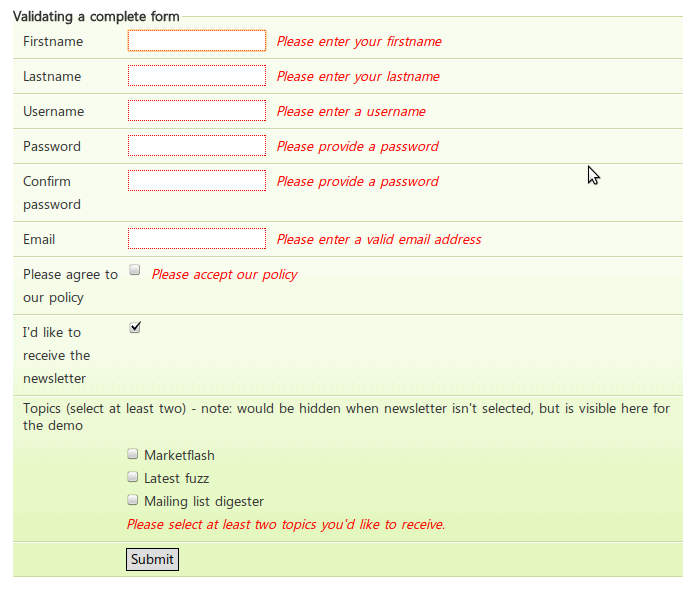 Validating a complete form
Firstname Please enter your firstname
Lastname Please enter your lastname
Username Please enter a username
Password Please provide a password
Confirm Please provide a password
password
Email Please enter a valid email address
Please agree to Please accept our policy
our policy
I'd like to
receive the
newsletter
Topics (select at least two) - note: would be hidden when newsletter isn't selected, but is visible here for
the demo
Marketflash
Latest fuzz
Mailing list digester
Please select at least two topics you'd like to receive.
Submit